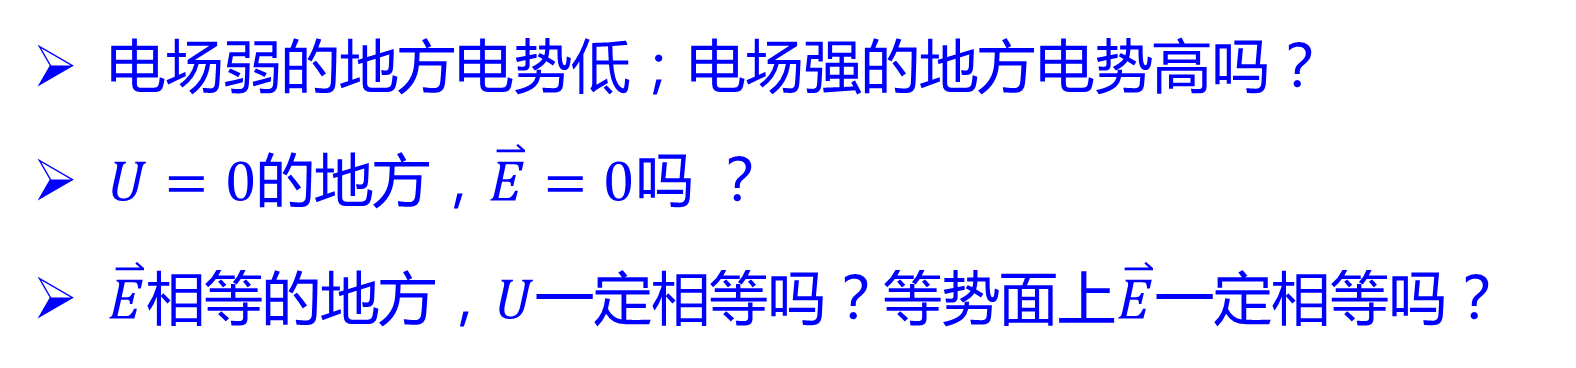 ➢ 电场弱的地方电势低；电场强的地方电势高吗？
➢ U = 0的地方，E⃗ = 0吗 ？
➢ E⃗相等的地方，U一定相等吗？等势面上E⃗一定相等吗？